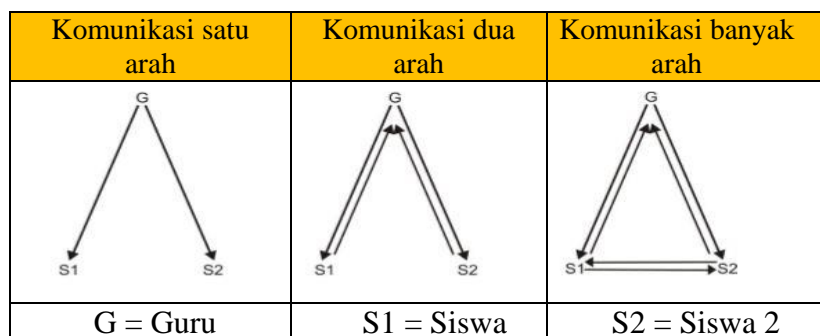 Komunikasi satu
arah
Komunikasi dua
arah
Komunikasi banyak
arah
G
S1
S2
G
S1
S2
G
S1
S2
G = Guru
S1 = Siswa
S2 = Siswa 2